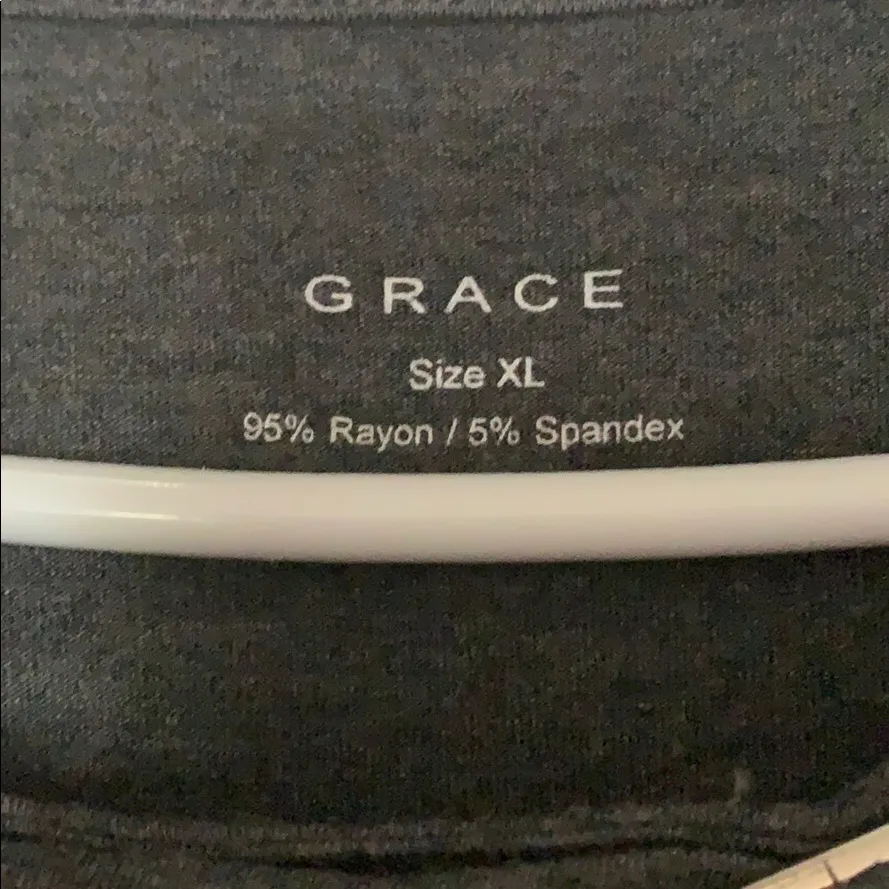 GRACE
Size XL
95% Rayon / 5% Spandex